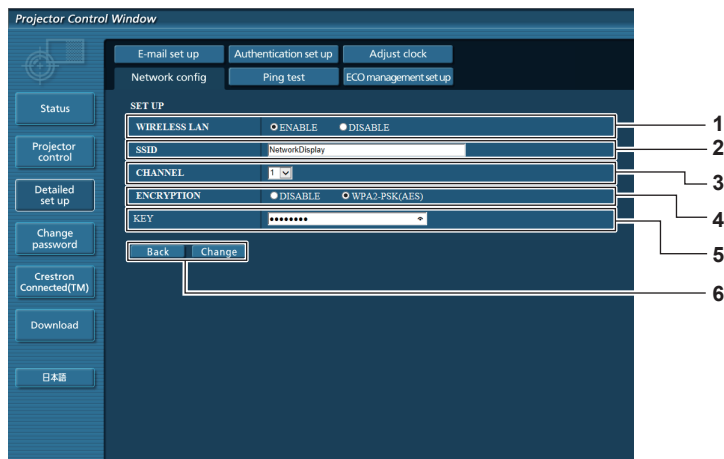 Projector Control Window
E-mail set up
Authentication set up
Adjust clock
Network config
Ping test
ECO management set up
Status
Projector
control
Detailed
set up
Change
password
Crestron
Connected(TM)
Download
日本語
SET UP
WIRELESS LAN ENABLE DISABLE 1
SSID NetworkDisplay 2
CHANNEL 1 3
ENCRYPTION DISABLE WPA2-PSK(AES) 4
KEY •••••••• 5
Back Change 6